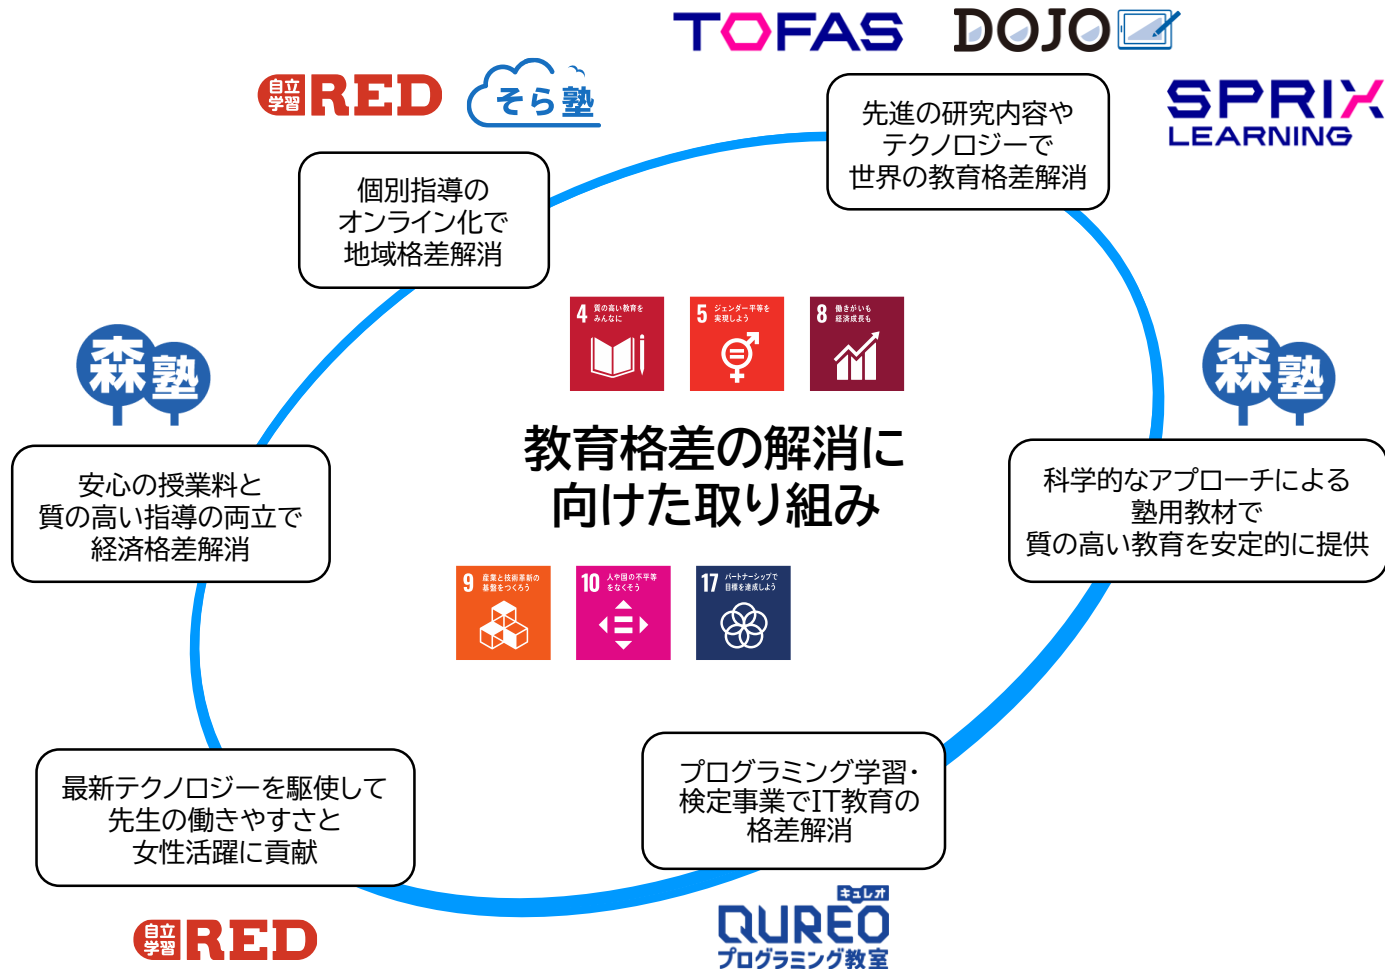 TOFAS
DOJO
自立学習 RED
そら塾
SPRIX
LEARNING
先進の研究内容や
テクノロジーで
世界の教育格差解消
個別指導の
オンライン化で
地域格差解消
4 質の高い教育を
みんなに
5 ジェンダー平等を
実現しよう
8 働きがいも
経済成長も
森塾
森塾
教育格差の解消に
向けた取り組み
安心の授業料と
質の高い指導の両立で
経済格差解消
科学的なアプローチによる
塾用教材で
質の高い教育を安定的に提供
9 産業と技術革新の
基盤をつくろう
10 人や国の不平等
をなくそう
17 パートナーシップで
目標を達成しよう
最新テクノロジーを駆使して
先生の働きやすさと
女性活躍に貢献
プログラミング学習・
検定事業でIT教育の
格差解消
自立学習 RED
キュレオ
QUREO
プログラミング教室